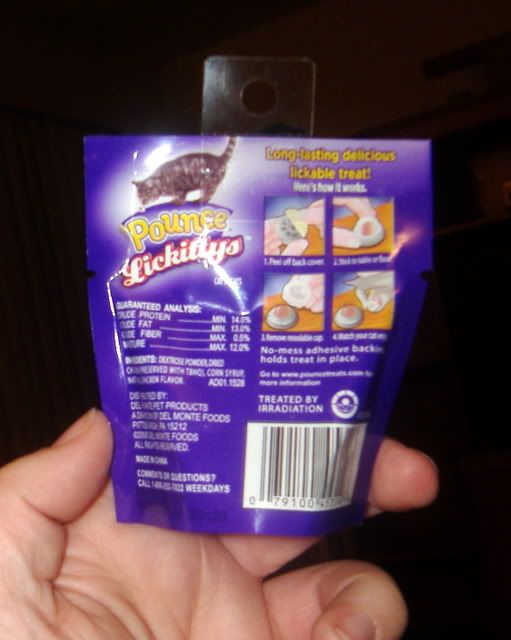 Pounce
Lickittys
GUARANTEED ANALYSIS:
CRUDE PROTEIN MIN. 14.0%
CRUDE FAT MIN. 13.0%
CRUDE FIBER MAX. 0.5%
MOISTURE MAX. 12.0%
INGREDIENTS: DEXTROSE POWDER, DRIED
PRESERVED WITH TBHQ), CORN SYRUP,
CHICKEN FLAVOR. AD01.1528
DISTRIBUTED BY:
DEL MONTE PET PRODUCTS
A DIVISION OF DEL MONTE FOODS
PITTSBURGH, PA 15212
DEL MONTE FOODS
ALL RIGHTS RESERVED.
MADE IN CHINA
COMMENTS OR QUESTIONS?
CALL WEEKDAYS
Long-lasting delicious
lickable treat!
Here's how it works.
1. Peel off back cover.
2. Stick to table or floor
3. Remove resealable cap.
4. Watch your cat
No-mess adhesive backing
holds treat in place.
Go to www.pouncetreats.com for
more information
TREATED BY
IRRADIATION
0 79100